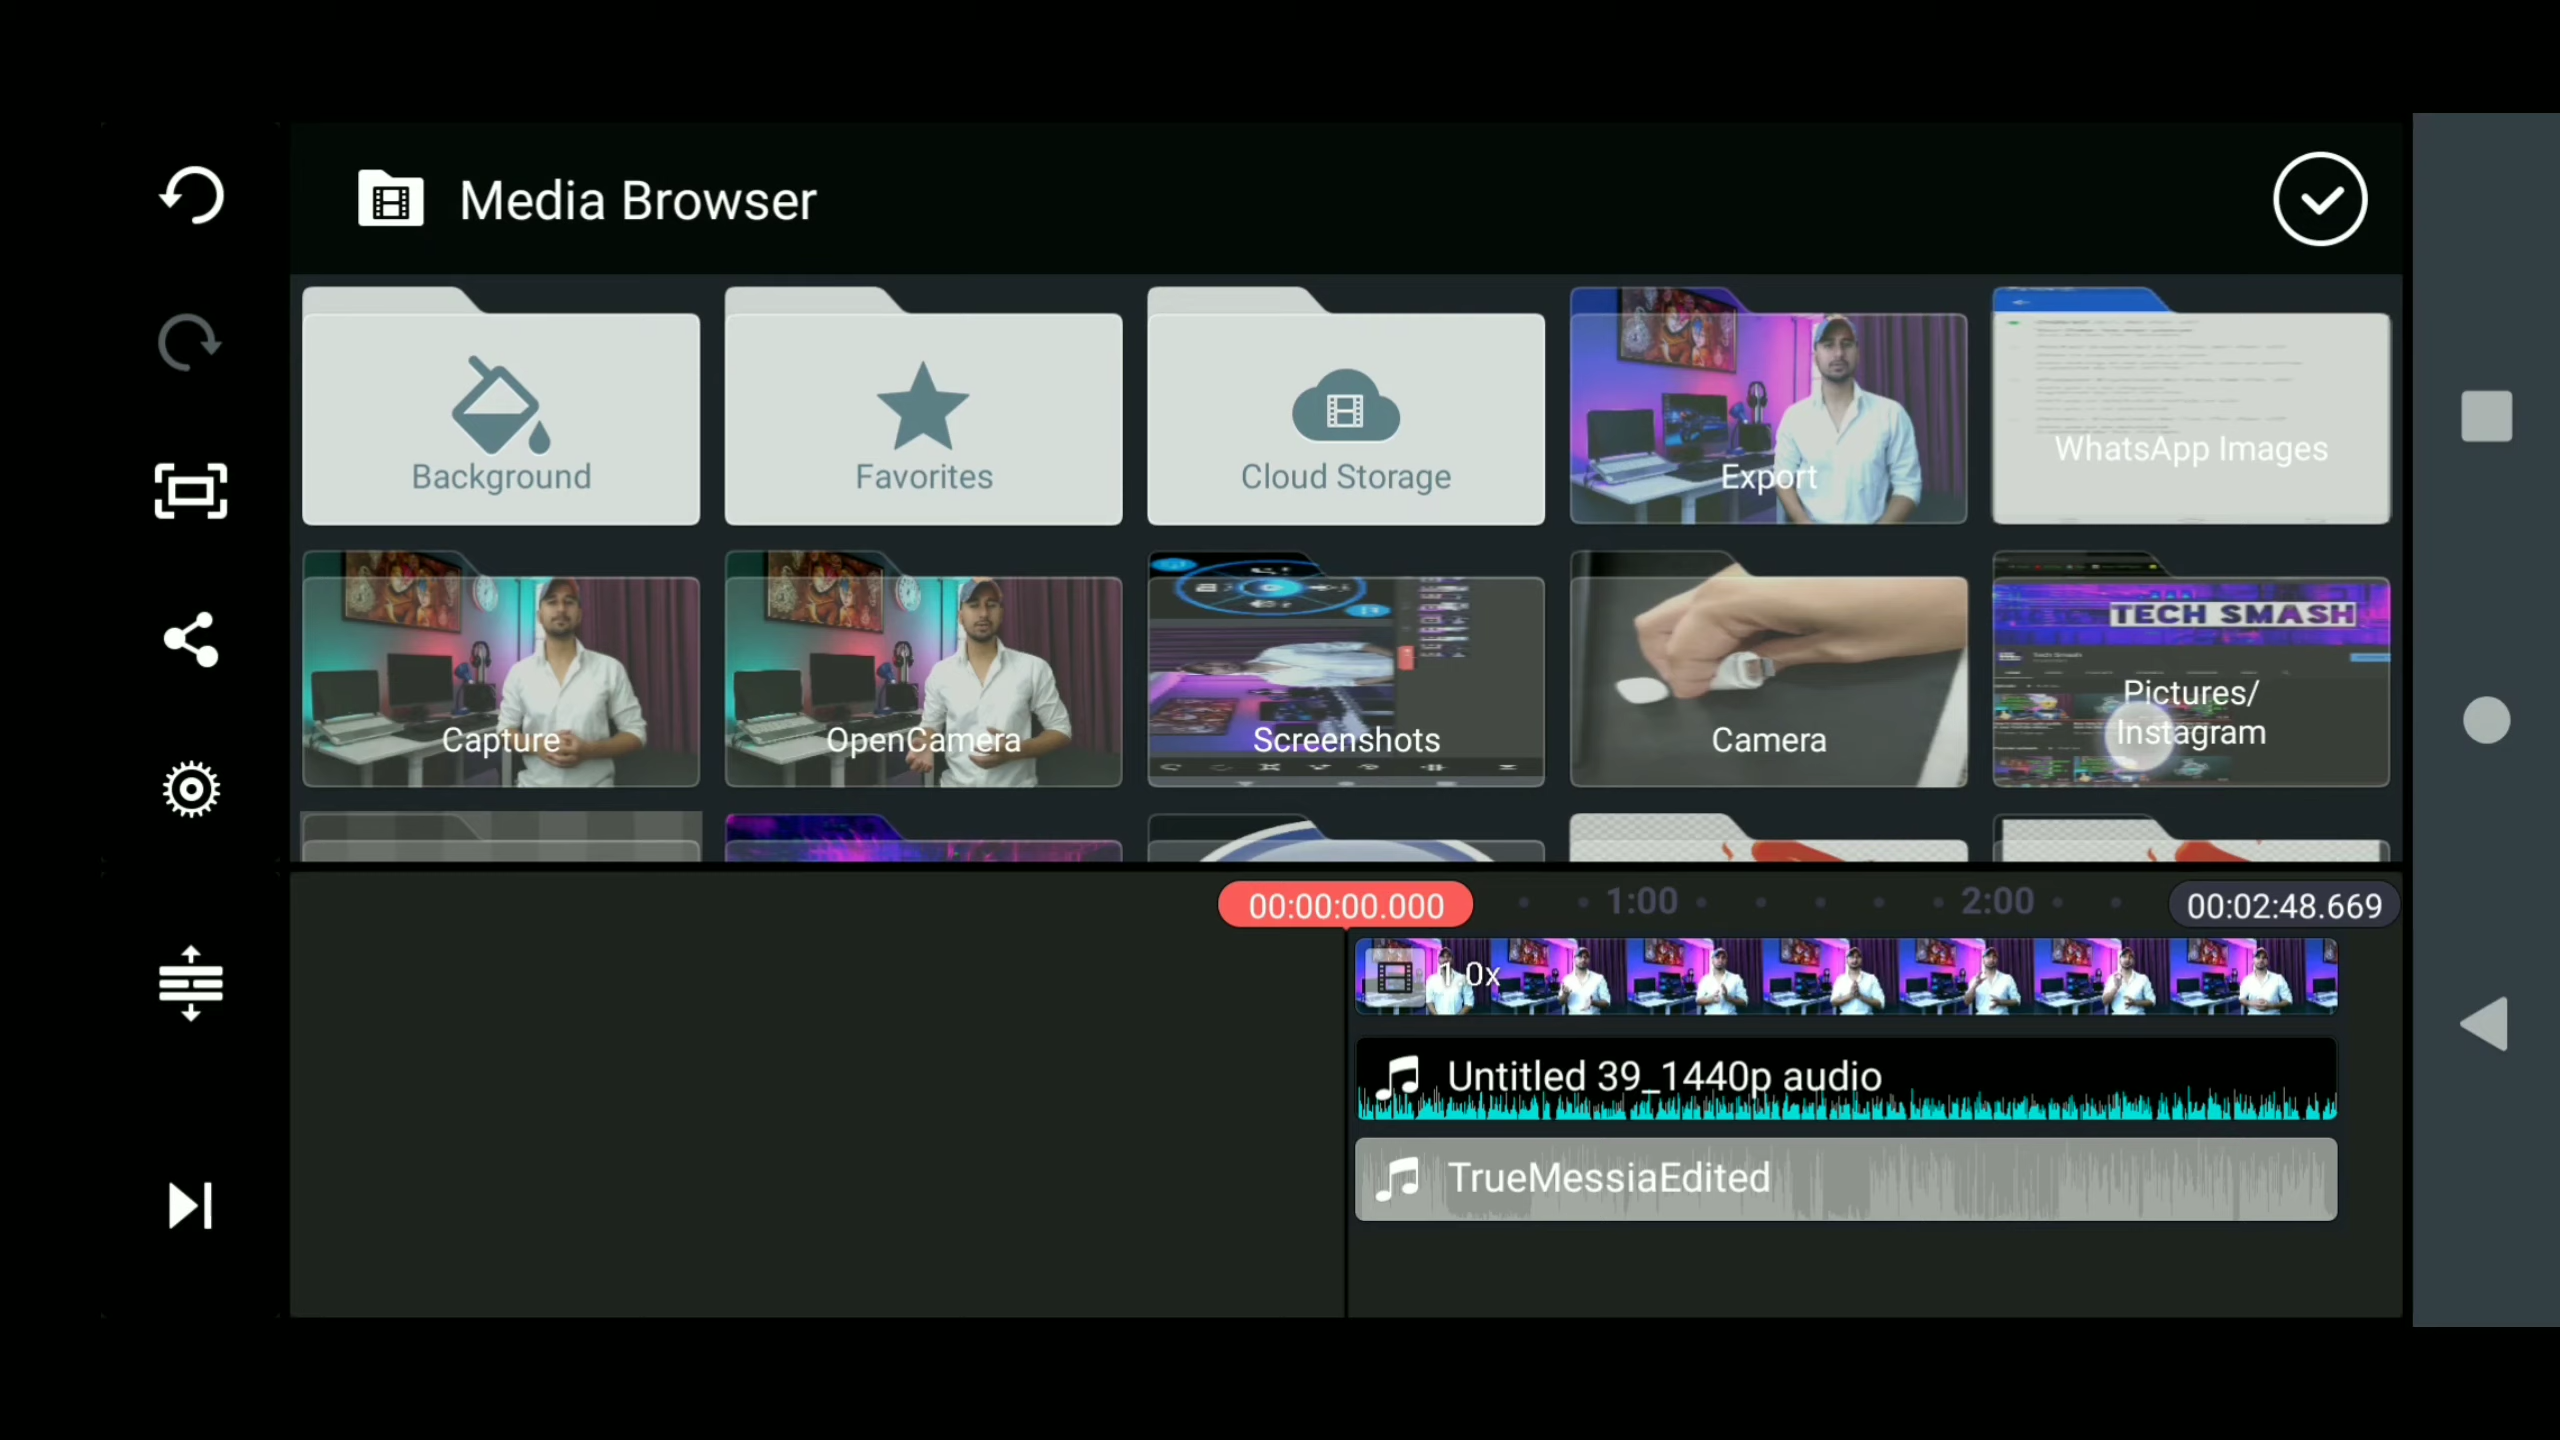 Media Browser
Background
Favorites
Cloud Storage
Export
WhatsApp Images
Capture
OpenCamera
Screenshots
Camera
TECH SMASH
Pictures/
Instagram
00:00:00.000
1:00
2:00
00:02:48.669
1.0x
Untitled 39_1440p audio
TrueMessiaEdited